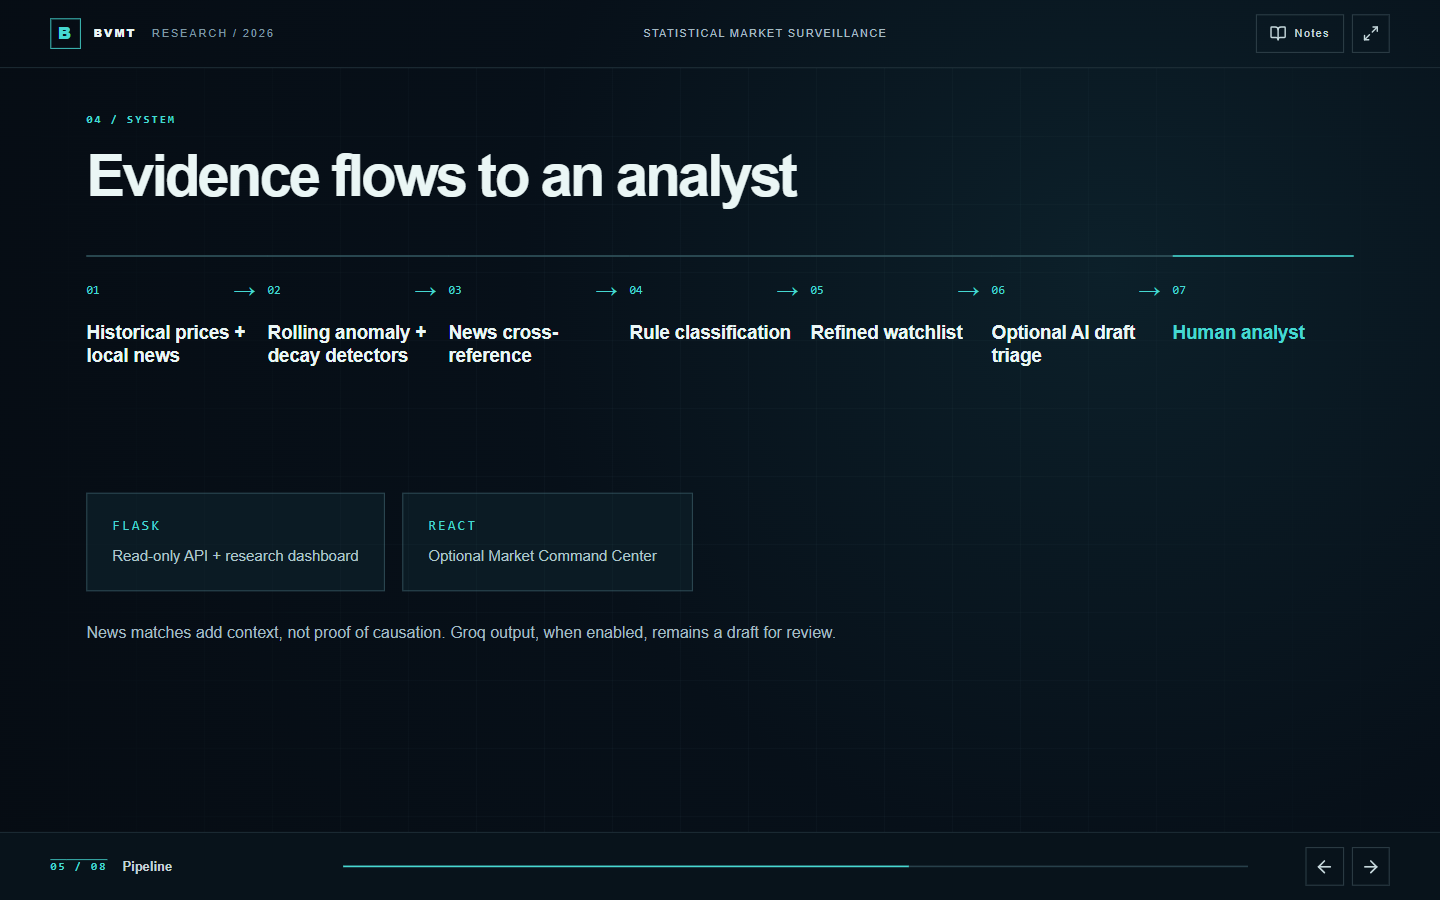 B BVMT RESEARCH / 2026
STATISTICAL MARKET SURVEILLANCE
Notes
04 / SYSTEM
Evidence flows to an analyst
01 → 02 → 03 → 04 → 05 → 06 → 07
Historical prices +
local news
Rolling anomaly +
decay detectors
News cross-
reference
Rule classification
Refined watchlist
Optional AI draft
triage
Human analyst
FLASK
Read-only API + research dashboard
REACT
Optional Market Command Center
News matches add context, not proof of causation. Groq output, when enabled, remains a draft for review.
05 / 08 Pipeline